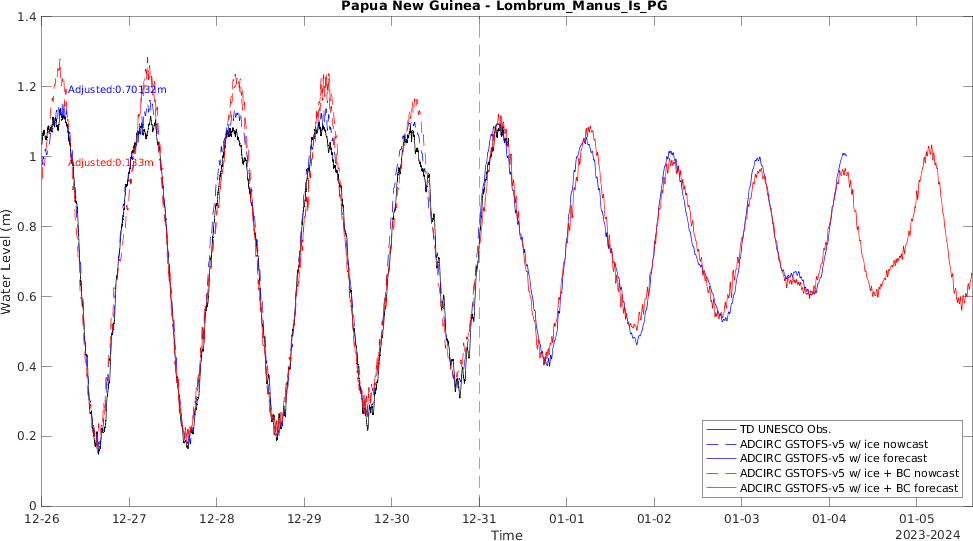 Papua New Guinea - Lombrum_Manus_Is_PG
1.4
1.2
1
0.8
0.6
0.4
0.2
0
Water Level (m)
Adjusted:0.70132m
Adjusted:0.153m
TD UNESCO Obs.
ADCIRC GSTOFS-v5 w/ ice nowcast
ADCIRC GSTOFS-v5 w/ ice forecast
ADCIRC GSTOFS-v5 w/ ice + BC nowcast
ADCIRC GSTOFS-v5 w/ ice + BC forecast
12-26 12-27 12-28 12-29 12-30 12-31 01-01 01-02 01-03 01-04 01-05
Time
2023-2024